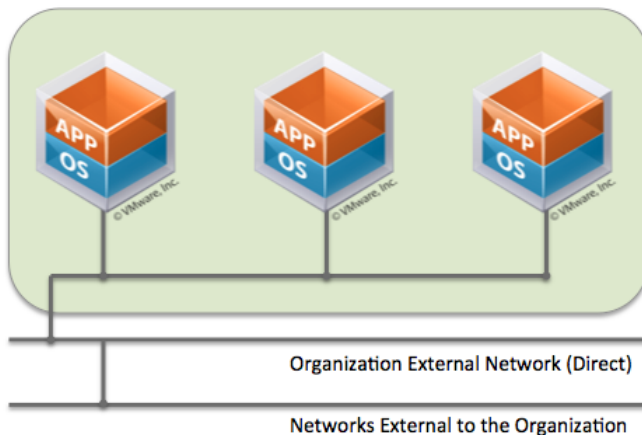 APP
OS
© VMware, Inc.
APP
OS
© VMware, Inc.
APP
OS
© VMware, Inc.
Organization External Network (Direct)
Networks External to the Organization